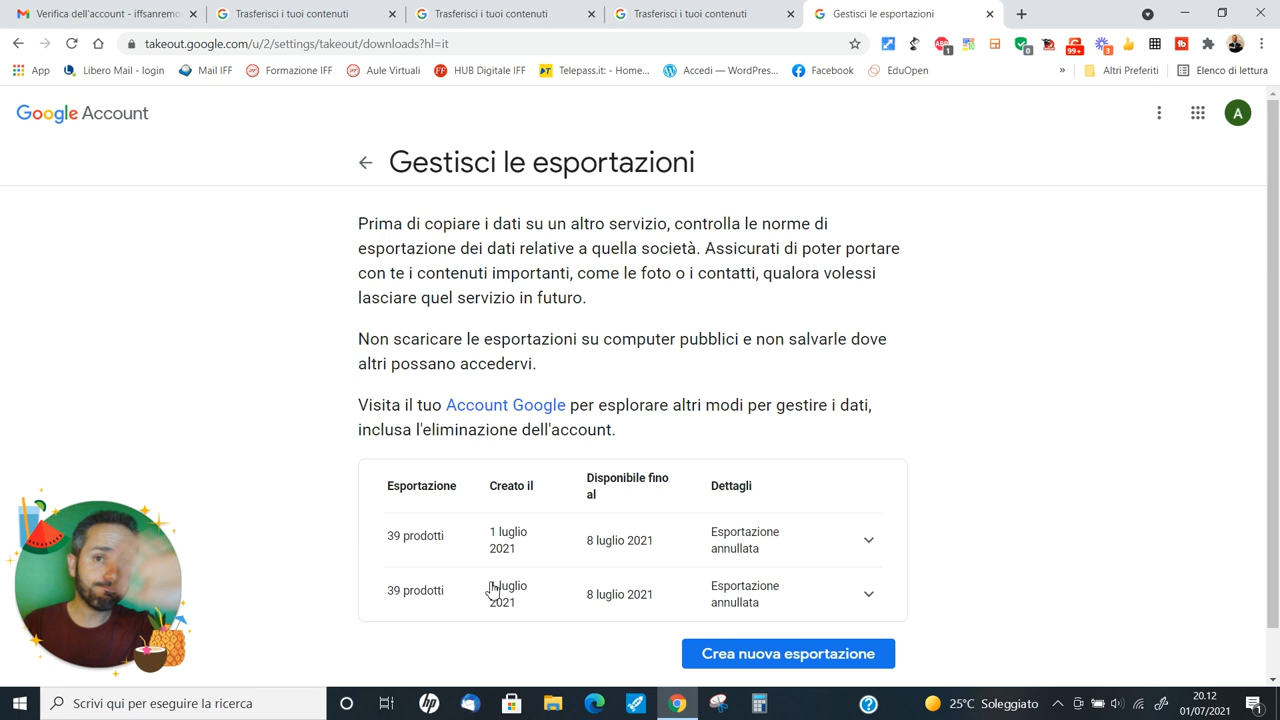 Verifica dell'account - iffsanremo
Trasferisci i tuoi contenuti
Trasferisci i tuoi contenuti
Trasferisci i tuoi contenuti
Gestisci le esportazioni
takeout.google.com/u/2/settings/takeout/downloads?hl=it
App
Libero Mail - login
Mail IFF
Formazione IFF
Aule Virtuali
HUB Digitale IFF
Telepass.it: - Home...
Accedi — WordPres...
Facebook
EduOpen
»
Altri Preferiti
Elenco di lettura
Google Account
A
Gestisci le esportazioni
Prima di copiare i dati su un altro servizio, controlla le norme di
esportazione dei dati relative a quella società. Assicurati di poter portare
con te i contenuti importanti, come le foto o i contatti, qualora volessi
lasciare quel servizio in futuro.
Non scaricare le esportazioni su computer pubblici e non salvarle dove
altri possano accedervi.
Visita il tuo Account Google per esplorare altri modi per gestire i dati,
inclusa l'eliminazione dell'account.
Esportazione Creato il Disponibile fino al Dettagli
39 prodotti 1 luglio 2021 8 luglio 2021 Esportazione annullata
39 prodotti luglio 2021 8 luglio 2021 Esportazione annullata
Crea nuova esportazione
Scrivi qui per eseguire la ricerca
25°C Soleggiato
20.12
01/07/2021